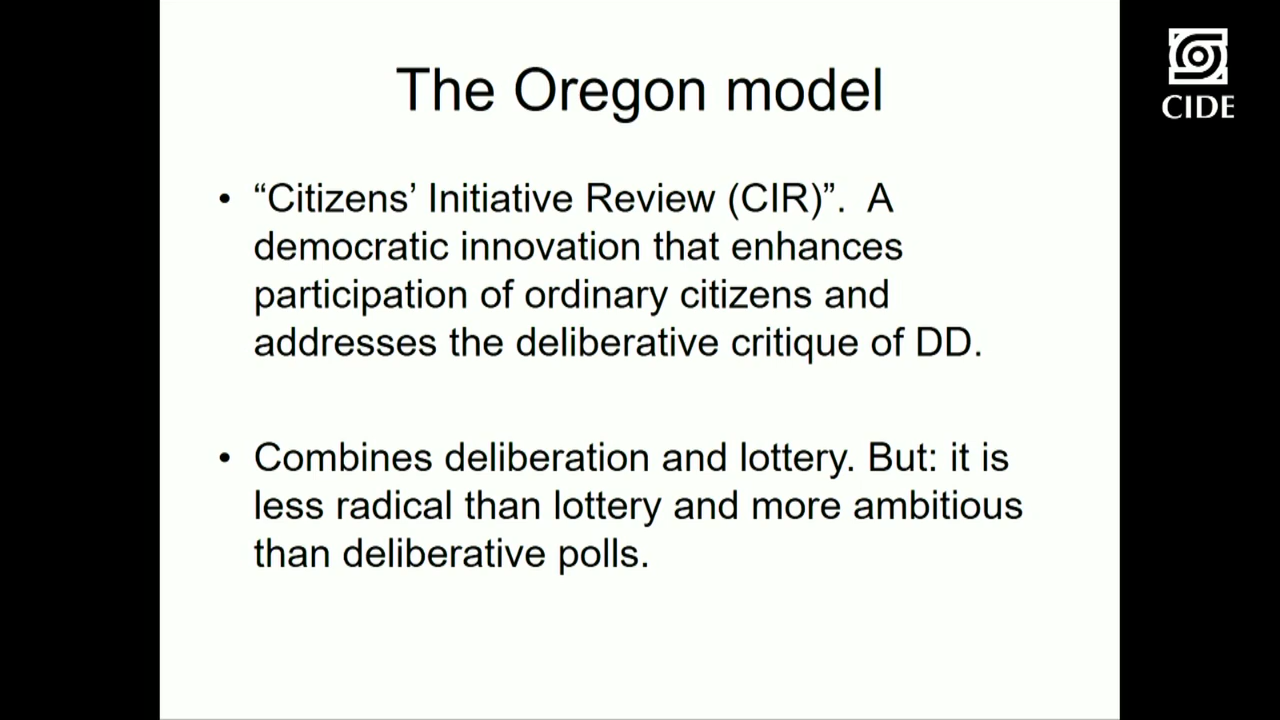 The Oregon model
CIDE
• “Citizens’ Initiative Review (CIR)”.  A
democratic innovation that enhances
participation of ordinary citizens and
addresses the deliberative critique of DD.
• Combines deliberation and lottery. But: it is
less radical than lottery and more ambitious
than deliberative polls.